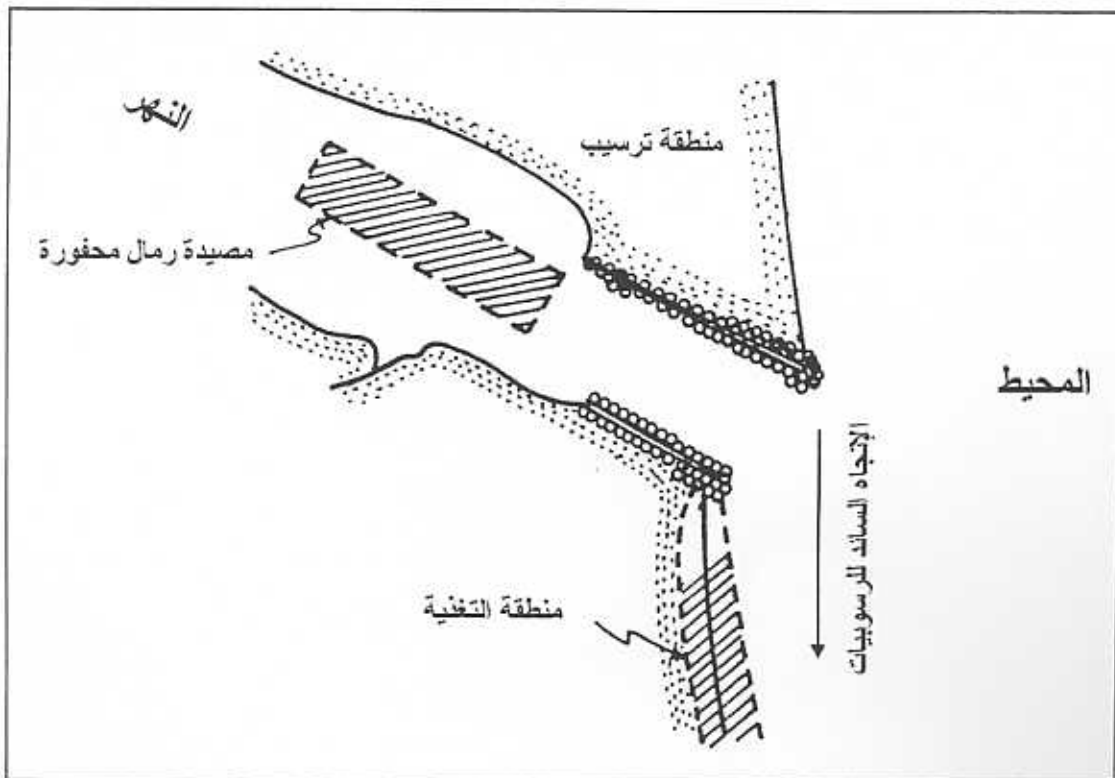 النهر
منطقة ترسيب
مصيدة رمال محفورة
المحيط
الإتجاه السائد للرسوبيات
منطقة التغذية